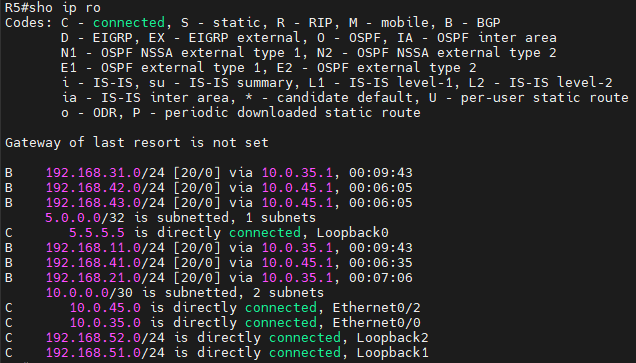 R5#sho ip ro
Codes: C - connected, S - static, R - RIP, M - mobile, B - BGP
       D - EIGRP, EX - EIGRP external, O - OSPF, IA - OSPF inter area
       N1 - OSPF NSSA external type 1, N2 - OSPF NSSA external type 2
       E1 - OSPF external type 1, E2 - OSPF external type 2
       i - IS-IS, su - IS-IS summary, L1 - IS-IS level-1, L2 - IS-IS level-2
       ia - IS-IS inter area, * - candidate default, U - per-user static route
       o - ODR, P - periodic downloaded static route
Gateway of last resort is not set
B    192.168.31.0/24 [20/0] via 10.0.35.1, 00:09:43
B    192.168.42.0/24 [20/0] via 10.0.45.1, 00:06:05
B    192.168.43.0/24 [20/0] via 10.0.45.1, 00:06:05
     5.0.0.0/32 is subnetted, 1 subnets
C       5.5.5.5 is directly connected, Loopback0
B    192.168.11.0/24 [20/0] via 10.0.35.1, 00:09:43
B    192.168.41.0/24 [20/0] via 10.0.45.1, 00:06:35
B    192.168.21.0/24 [20/0] via 10.0.35.1, 00:07:06
     10.0.0.0/30 is subnetted, 2 subnets
C       10.0.45.0 is directly connected, Ethernet0/2
C       10.0.35.0 is directly connected, Ethernet0/0
C    192.168.52.0/24 is directly connected, Loopback2
C    192.168.51.0/24 is directly connected, Loopback1